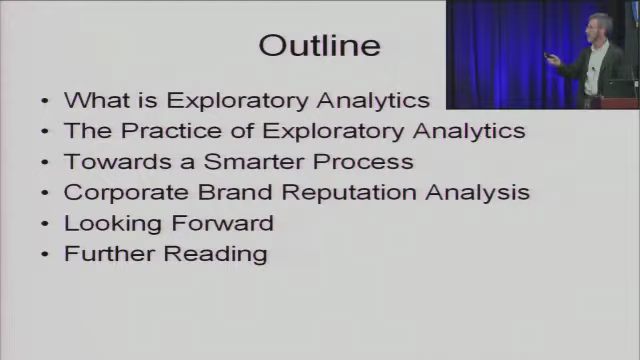 Outline
• What is Exploratory Analytics
• The Practice of Exploratory Analytics
• Towards a Smarter Process
• Corporate Brand Reputation Analysis
• Looking Forward
• Further Reading